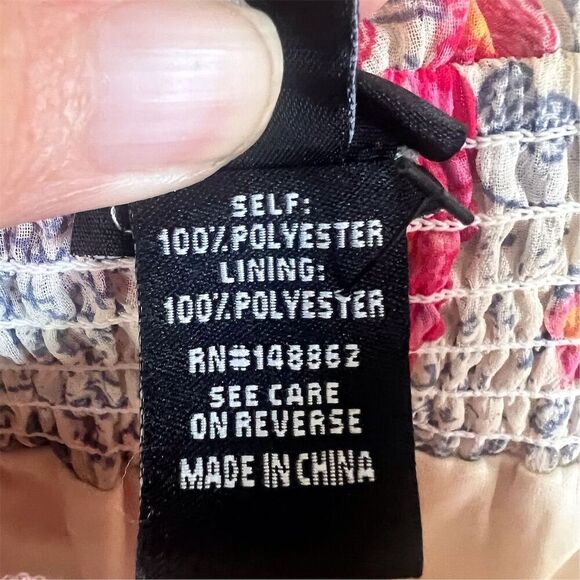 SELF:
100%POLYESTER
LINING:
100%POLYESTER
RN#148862
SEE CARE
ON REVERSE
MADE IN CHINA